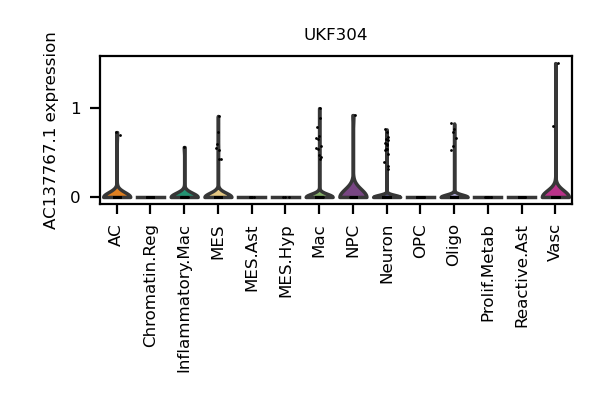 UKF304
AC137767.1 expression
1
0
AC
Chromatin.Reg
Inflammatory.Mac
MES
MES.Ast
MES.Hyp
Mac
NPC
Neuron
OPC
Oligo
Prolif.Metab
Reactive.Ast
Vasc